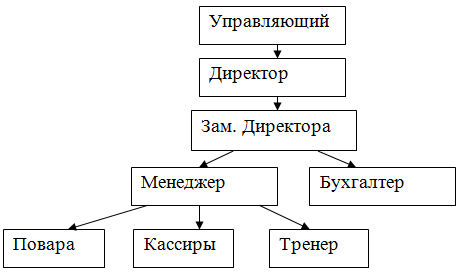 Управляющий
Директор
Зам. Директора
Менеджер
Бухгалтер
Повара
Кассиры
Тренер